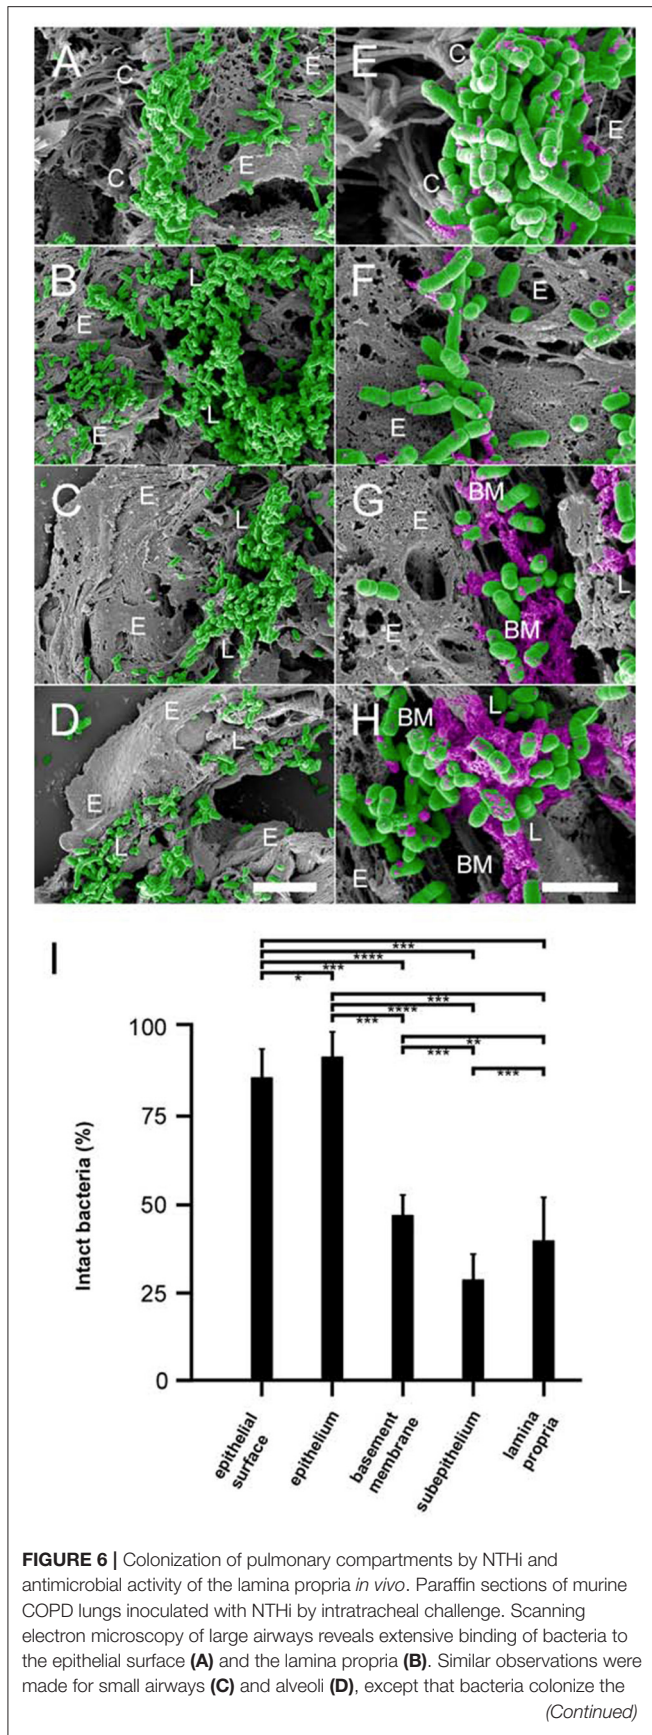 A
C
E
C
E
E
C
E
C
B
L
E
L
E
F
E
E
C
E
L
E
L
G
BM
E
L
E
BM
D
E
L
E
L
E
H
BM
L
L
E
BM
I
***
****
***
*
***
****
***
**
***
***
100
75
50
25
0
Intact bacteria (%)
epithelial
surface
epithelium
basement
membrane
subepithelium
lamina
propria
FIGURE 6 | Colonization of pulmonary compartments by NTHi and
antimicrobial activity of the lamina propria in vivo. Paraffin sections of murine
COPD lungs inoculated with NTHi by intratracheal challenge. Scanning
electron microscopy of large airways reveals extensive binding of bacteria to
the epithelial surface (A) and the lamina propria (B). Similar observations were
made for small airways (C) and alveoli (D), except that bacteria colonize the
(Continued)